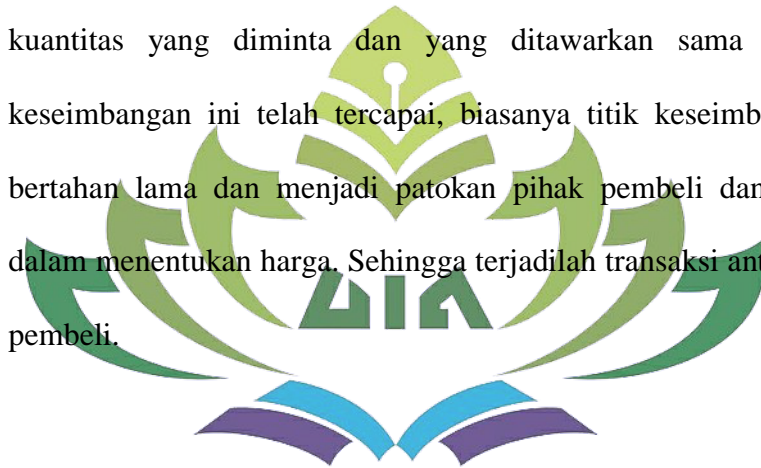 kuantitas yang diminta dan yang ditawarkan sama
keseimbangan ini telah tercapai, biasanya titik keseimb
bertahan lama dan menjadi patokan pihak pembeli dan
dalam menentukan harga. Sehingga terjadilah transaksi ant
UIN
pembeli.